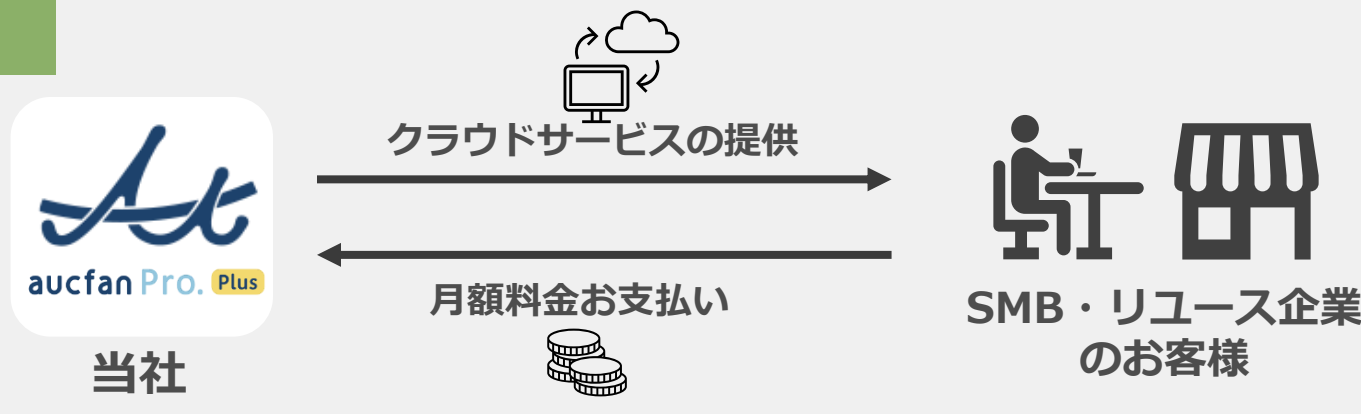 クラウドサービスの提供
aucfan Pro. Plus
月額料金お支払い
当社
SMB・リユース企業
のお客様